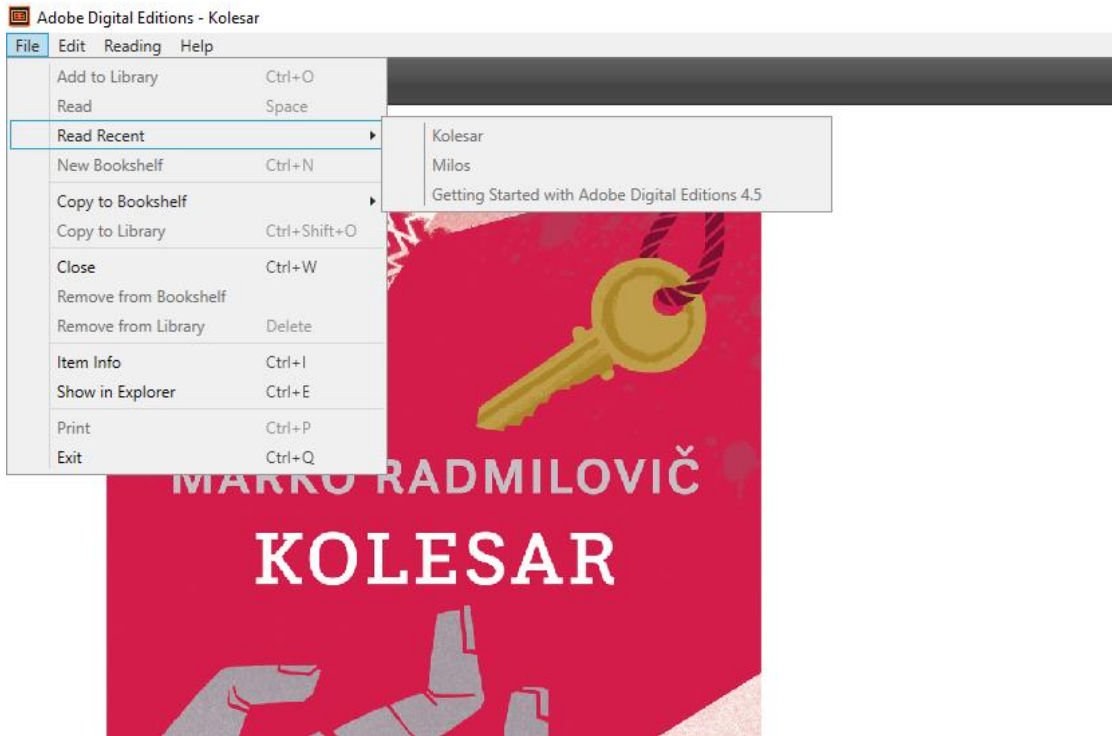 Adobe Digital Editions - Kolesar
File Edit Reading Help
Add to Library Ctrl+O
Read Space
Read Recent
Kolesar
Milos
Getting Started with Adobe Digital Editions 4.5
New Bookshelf Ctrl+N
Copy to Bookshelf
Copy to Library Ctrl+Shift+O
Close Ctrl+W
Remove from Bookshelf
Remove from Library Delete
Item Info Ctrl+I
Show in Explorer Ctrl+E
Print Ctrl+P
Exit Ctrl+Q
MARKO RADMILOVIČ
KOLESAR